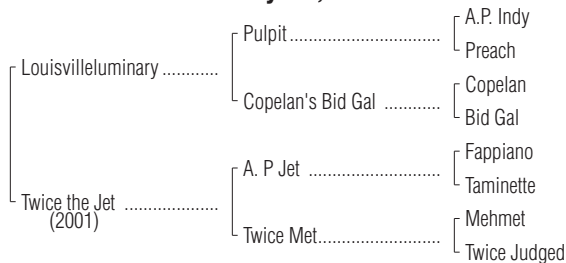 A.P. Indy
Pulpit
Preach
Louisvilleluminary
Copelan
Copelan's Bid Gal
Bid Gal
Fappiano
A. P Jet
Taminette
Twice the Jet
(2001)
Mehmet
Twice Met
Twice Judged